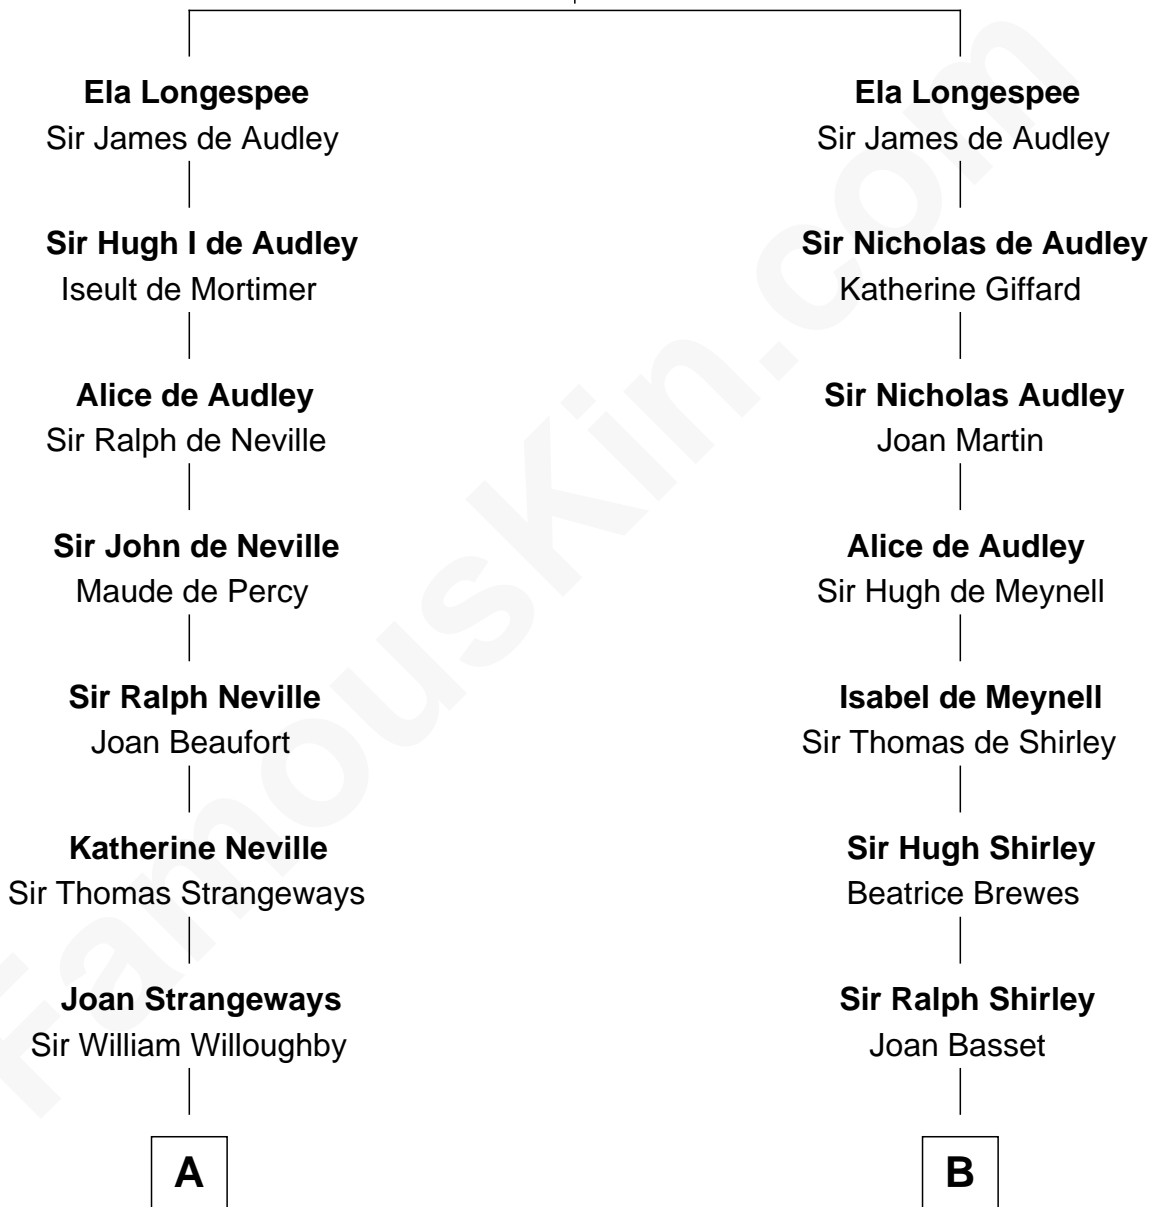 Ela Longespee
Sir James de Audley
Sir Hugh I de Audley
Iseult de Mortimer
Alice de Audley
Sir Ralph de Neville
Sir John de Neville
Maude de Percy
Sir Ralph Neville
Joan Beaufort
Katherine Neville
Sir Thomas Strangeways
Joan Strangeways
Sir William Willoughby
A
Ela Longespee
Sir James de Audley
Sir Nicholas de Audley
Katherine Giffard
Sir Nicholas Audley
Joan Martin
Alice de Audley
Sir Hugh de Meynell
Isabel de Meynell
Sir Thomas de Shirley
Sir Hugh Shirley
Beatrice Brewes
Sir Ralph Shirley
Joan Basset
B
FamousKin.com